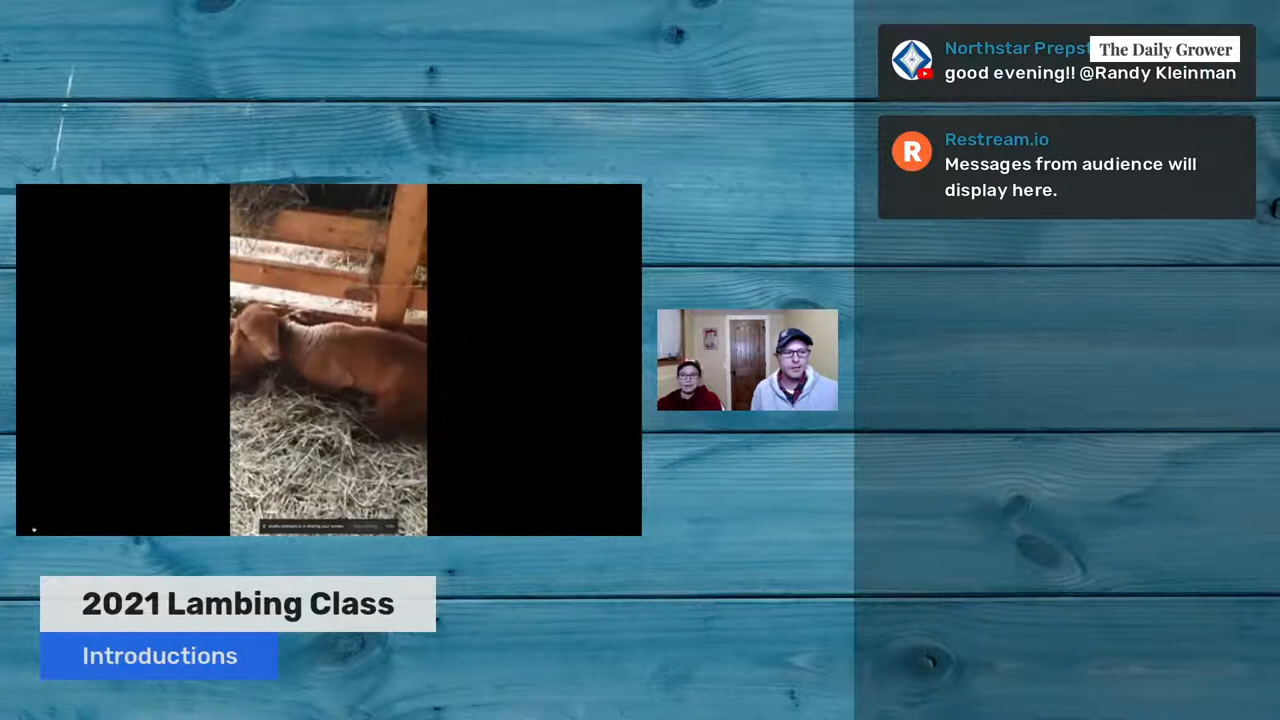 Northstar Prepst
The Daily Grower
good evening!! @Randy Kleinman
R
Restream.io
Messages from audience will
display here.
2021 Lambing Class
Introductions